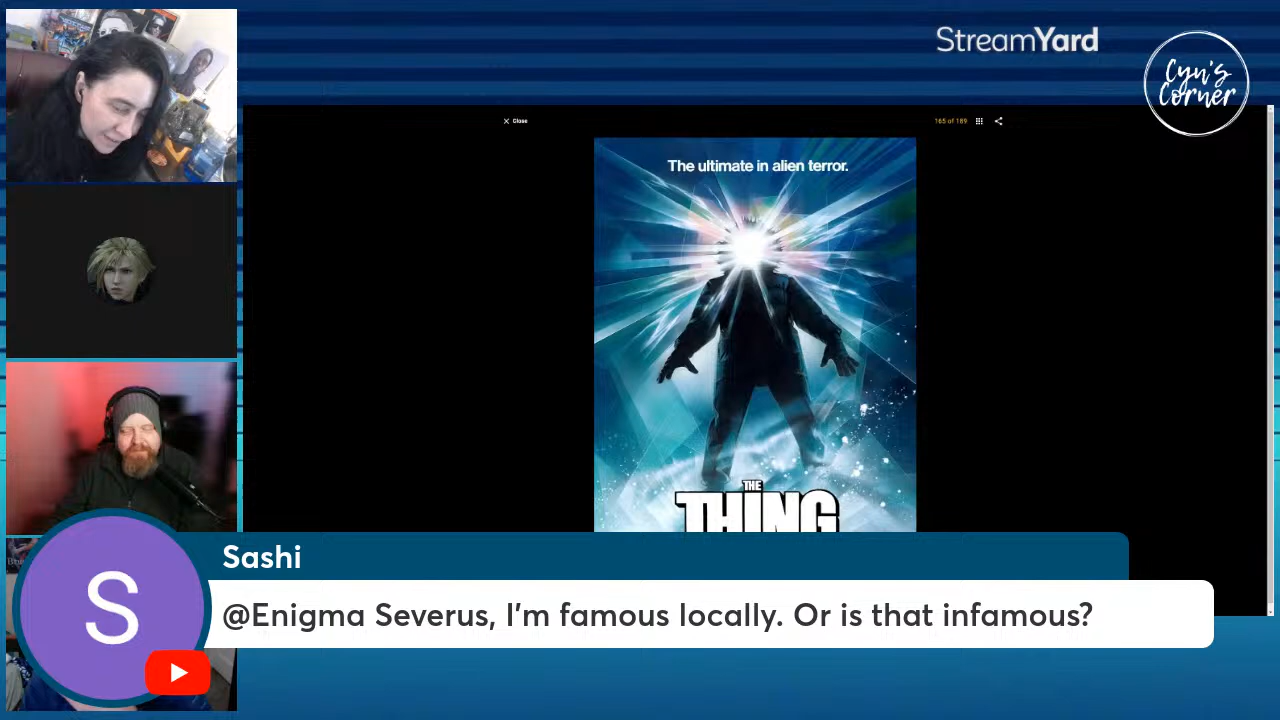 StreamYard
Cyn's
Corner
X Close
165 of 189
The ultimate in alien terror.
THE
THING
Sashi
S
@Enigma Severus, I'm famous locally. Or is that infamous?